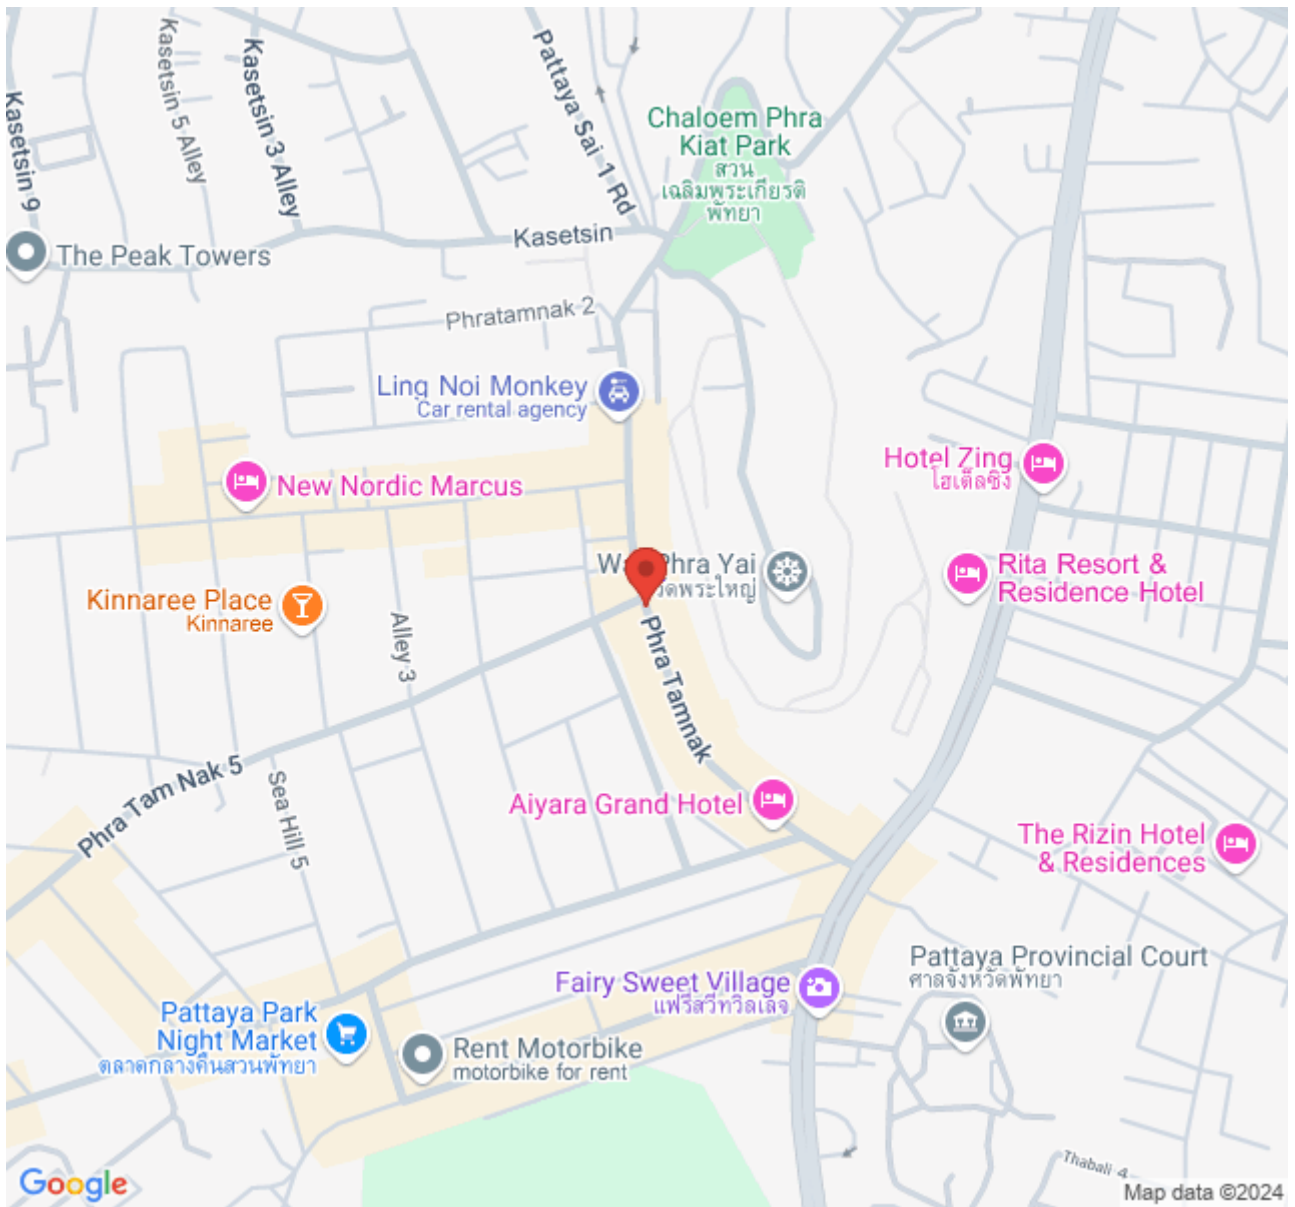 Kasetsin 5 Alley
Kasetsin 3 Alley
Kasetsin 9
Pattaya Sai 1 Rd
Chaloem Phra
Kiat Park
สวน
เฉลิมพระเกียรติ
พัทยา
Kasetsin
The Peak Towers
Phratamnak 2
Ling Noi Monkey
Car rental agency
Hotel Zing
โฮเต็ลซิง
New Nordic Marcus
Phra Yai
วัดพระใหญ่
Rita Resort &
Residence Hotel
Kinnaree Place
Kinnaree
Alley 3
Phra Tamnak
Phra Tam Nak 5
Sea Hill 5
Aiyara Grand Hotel
The Rizin Hotel
& Residences
Pattaya Provincial Court
ศาลจังหวัดพัทยา
Fairy Sweet Village
แฟรี่สวีทวิลเลจ
Pattaya Park
Night Market
ตลาดกลางคืนสวนพัทยา
Rent Motorbike
motorbike for rent
Thabali 4
Google
Map data ©2024